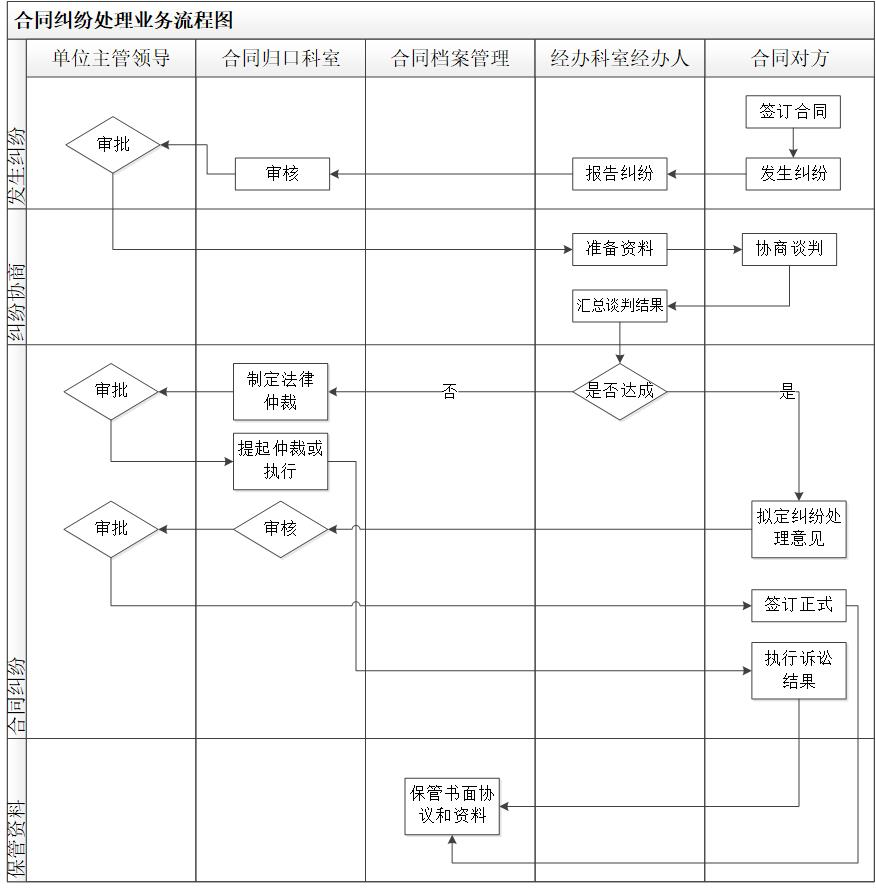 合同纠纷处理业务流程图
单位主管领导
合同归口科室
合同档案管理
经办科室经办人
合同对方
发生纠纷
签订合同
审批
审核
报告纠纷
发生纠纷
纠纷协商
准备资料
协商谈判
汇总谈判结果
合同纠纷
审批
制定法律
仲裁
否
是否达成
是
提起仲裁或
执行
审批
审核
拟定纠纷处
理意见
签订正式
执行诉讼
结果
保管资料
保管书面协
议和资料